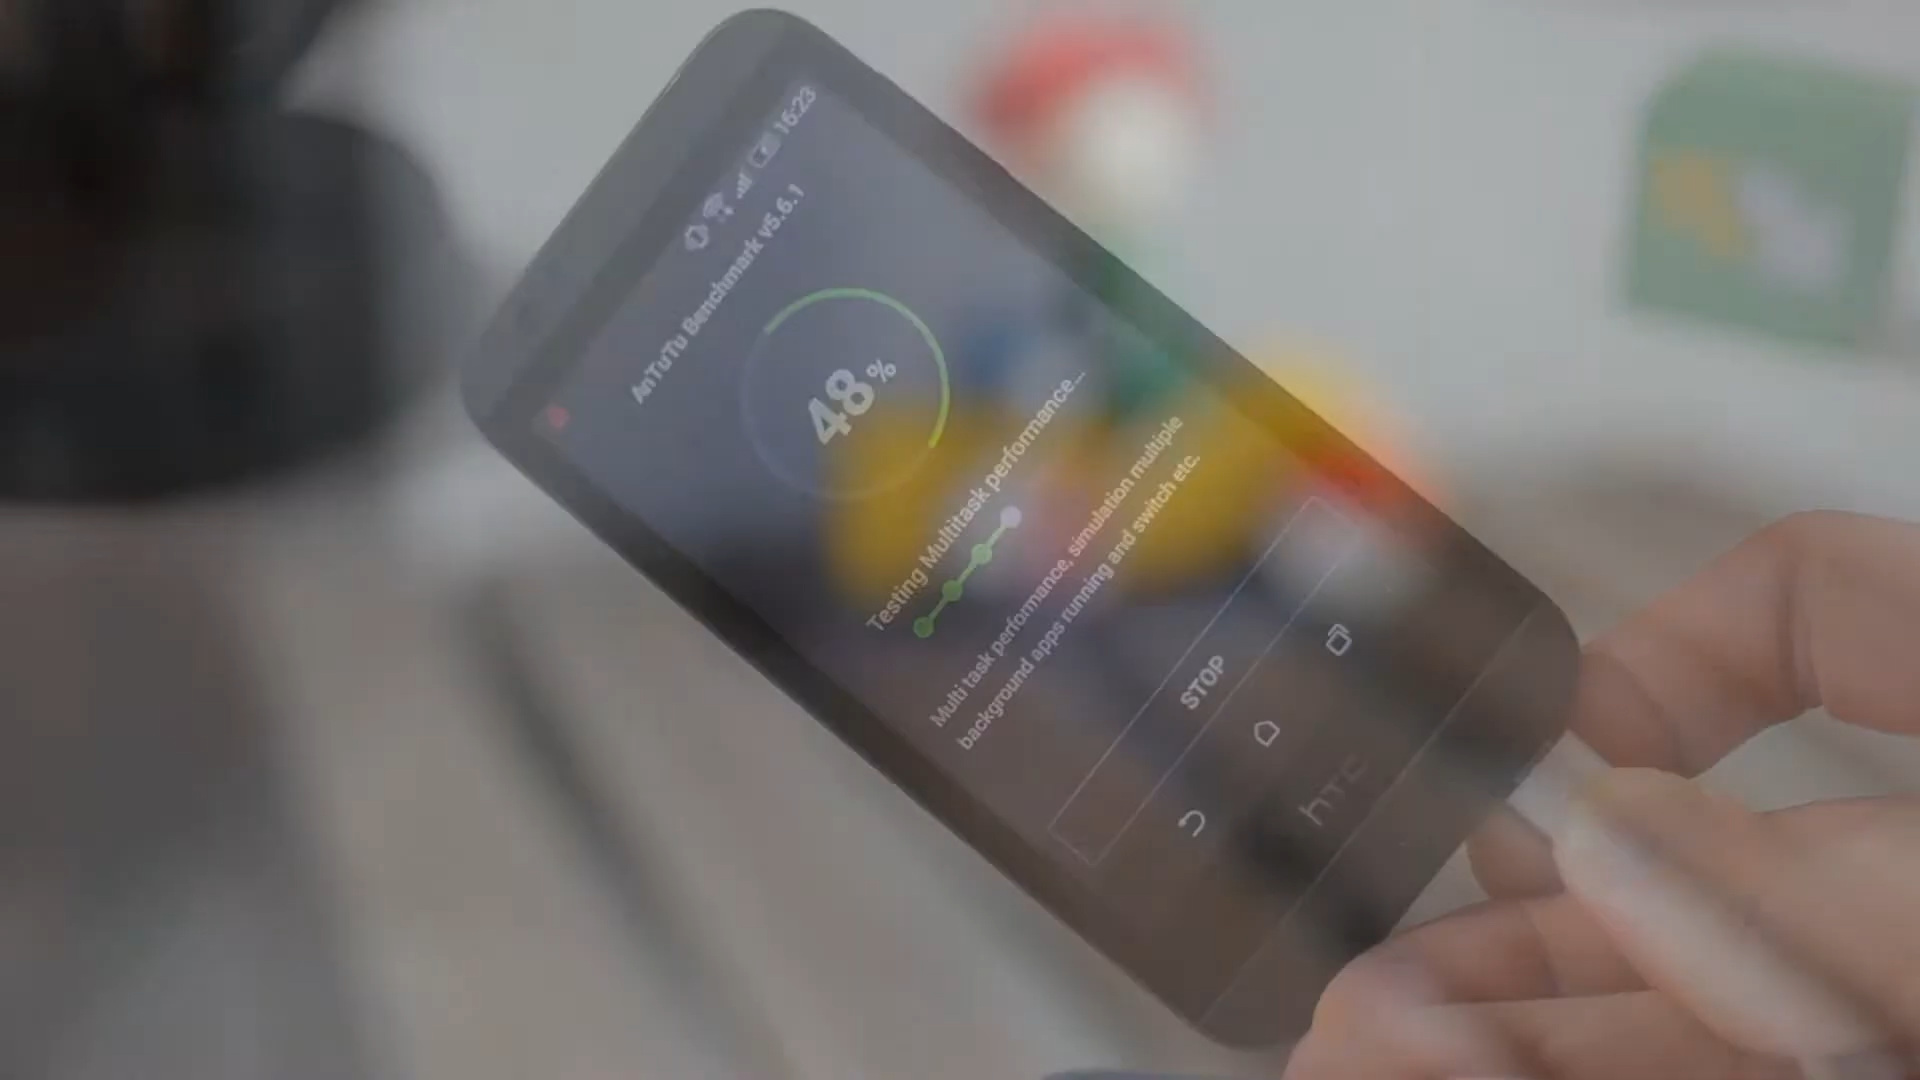 16:23
AnTuTu Benchmark v5.6.1
48%
Testing Multitask performance...
Multi task performance, simulation multiple
background apps running and switch etc.
STOP
hTC